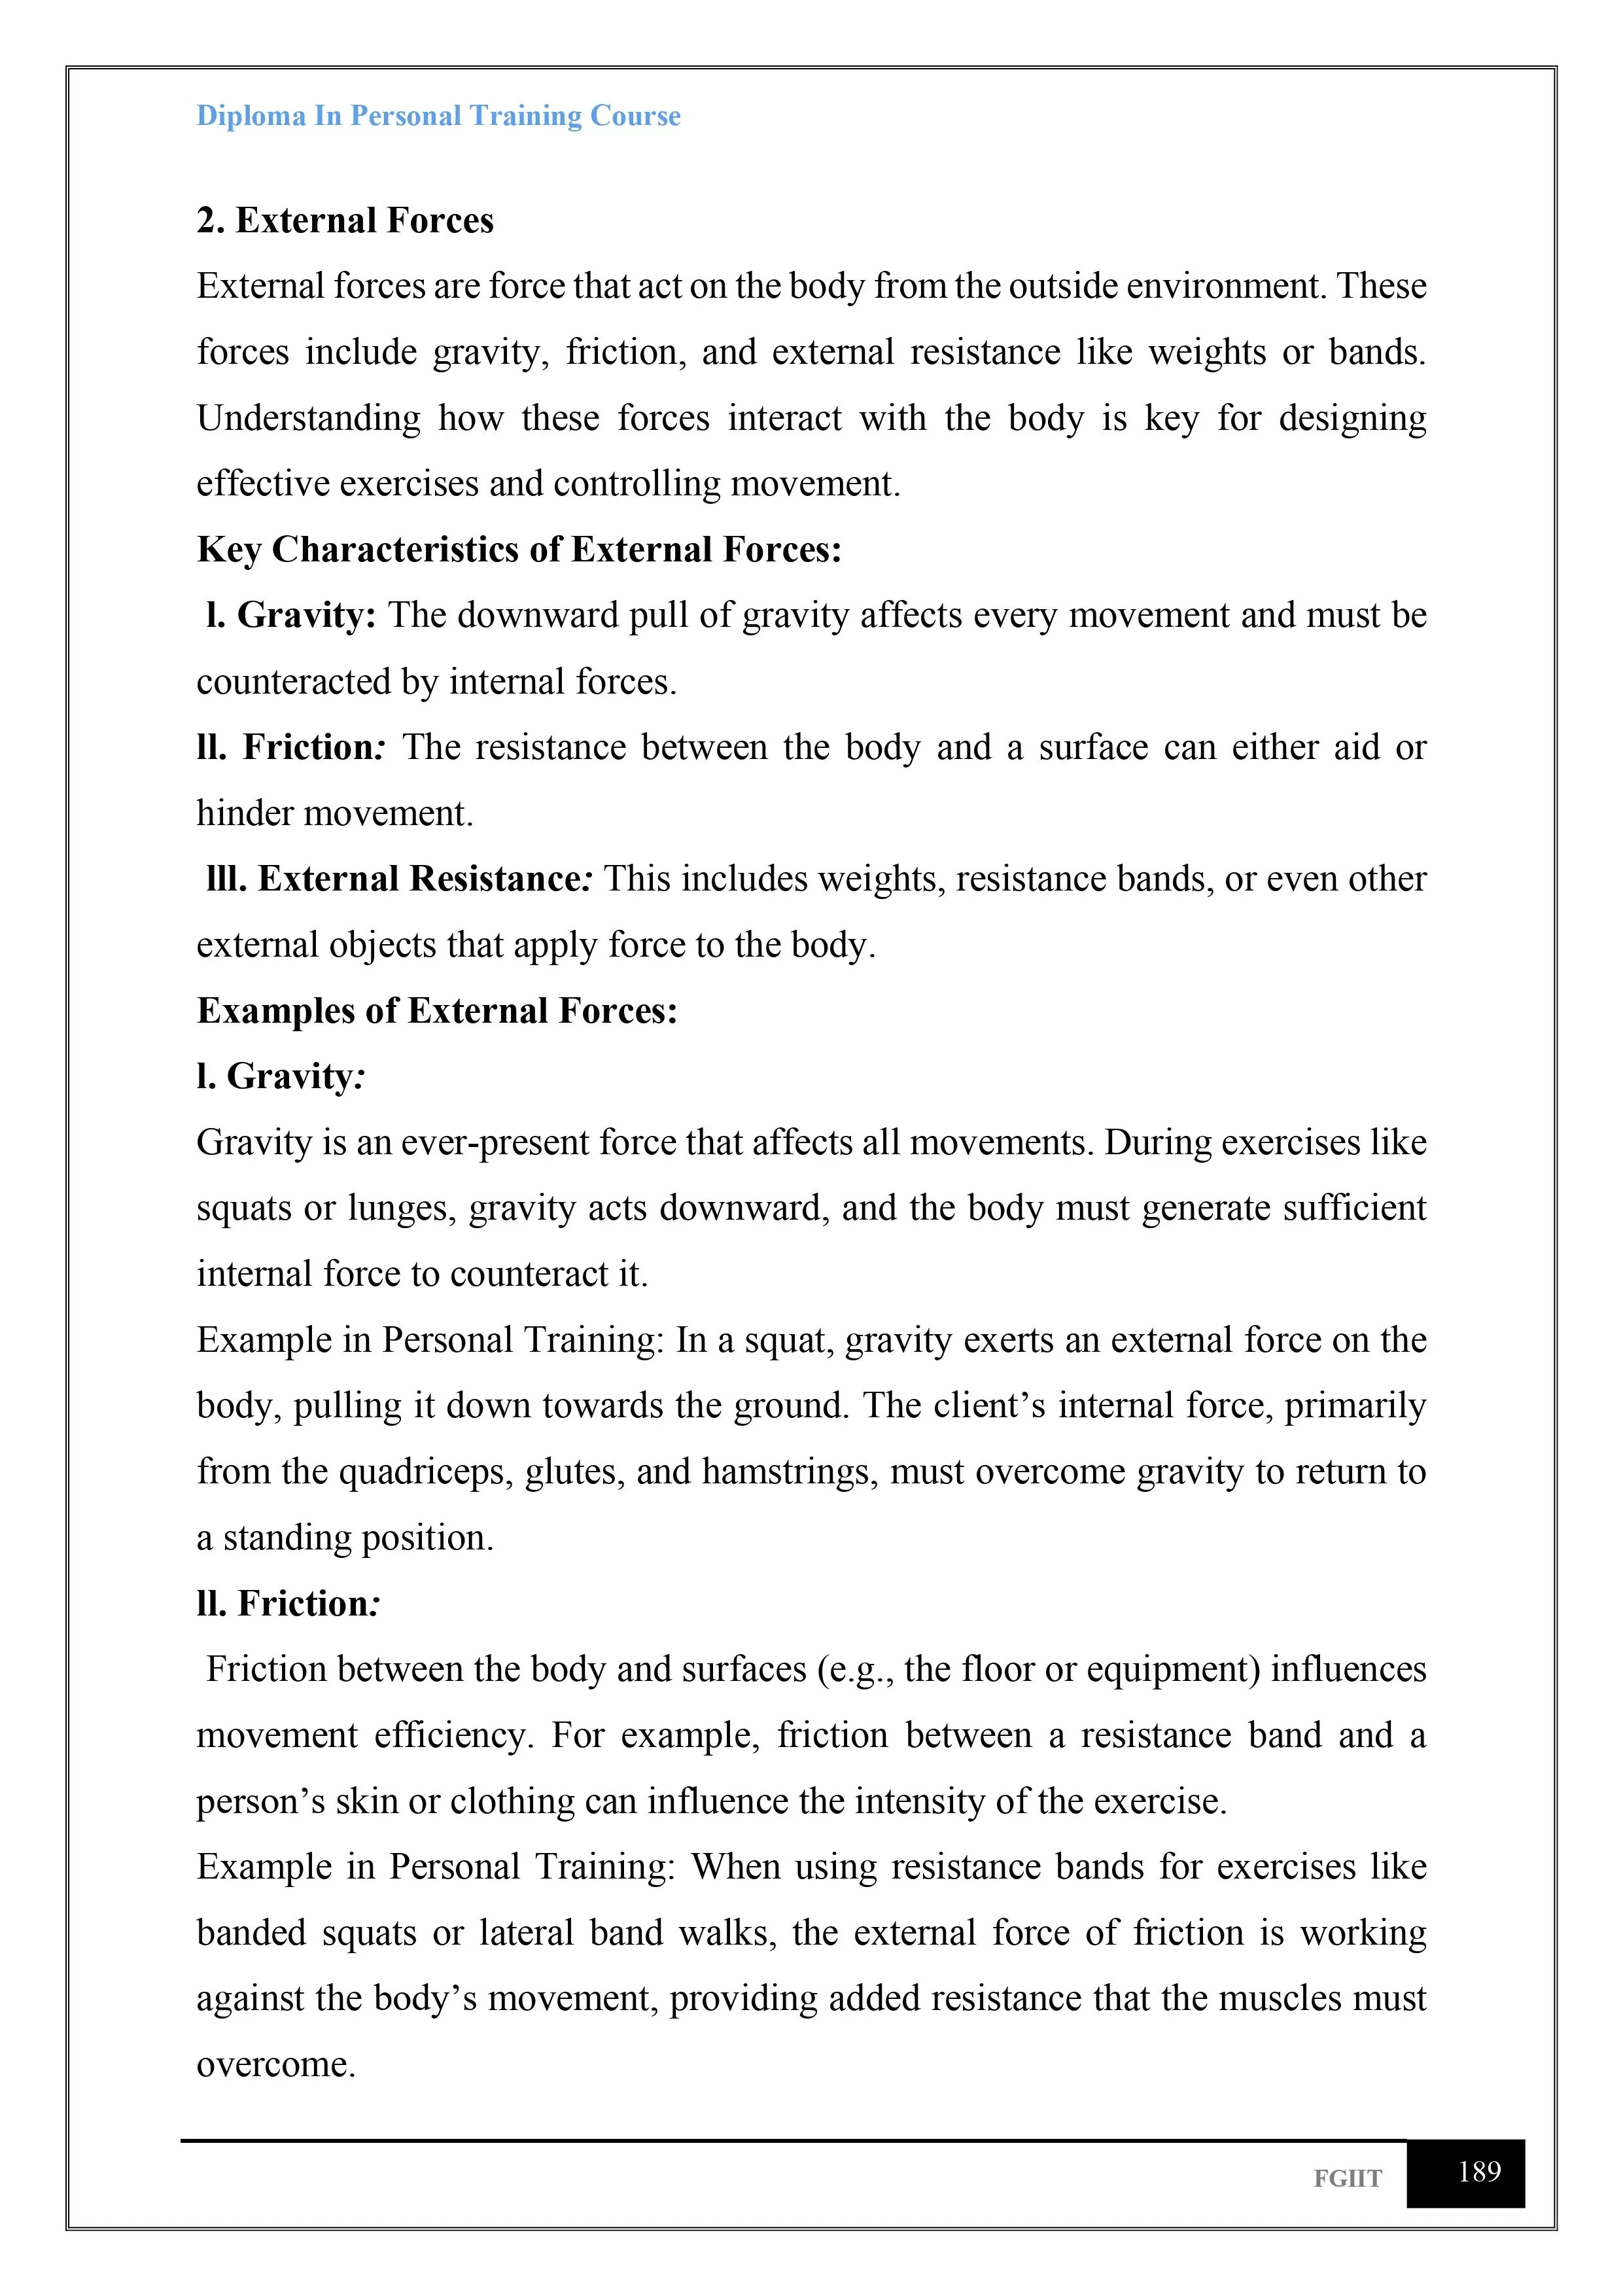 Diploma In Personal Training Course
2. External Forces
External forces are force that act on the body from the outside environment. These
forces include gravity, friction, and external resistance like weights or bands.
Understanding how these forces interact with the body is key for designing
effective exercises and controlling movement.
Key Characteristics of External Forces:
l. Gravity: The downward pull of gravity affects every movement and must be
counteracted by internal forces.
ll. Friction: The resistance between the body and a surface can either aid or
hinder movement.
lll. External Resistance: This includes weights, resistance bands, or even other
external objects that apply force to the body.
Examples of External Forces:
l. Gravity:
Gravity is an ever-present force that affects all movements. During exercises like
squats or lunges, gravity acts downward, and the body must generate sufficient
internal force to counteract it.
Example in Personal Training: In a squat, gravity exerts an external force on the
body, pulling it down towards the ground. The client’s internal force, primarily
from the quadriceps, glutes, and hamstrings, must overcome gravity to return to
a standing position.
ll. Friction:
Friction between the body and surfaces (e.g., the floor or equipment) influences
movement efficiency. For example, friction between a resistance band and a
person’s skin or clothing can influence the intensity of the exercise.
Example in Personal Training: When using resistance bands for exercises like
banded squats or lateral band walks, the external force of friction is working
against the body’s movement, providing added resistance that the muscles must
overcome.
FGIIT 189